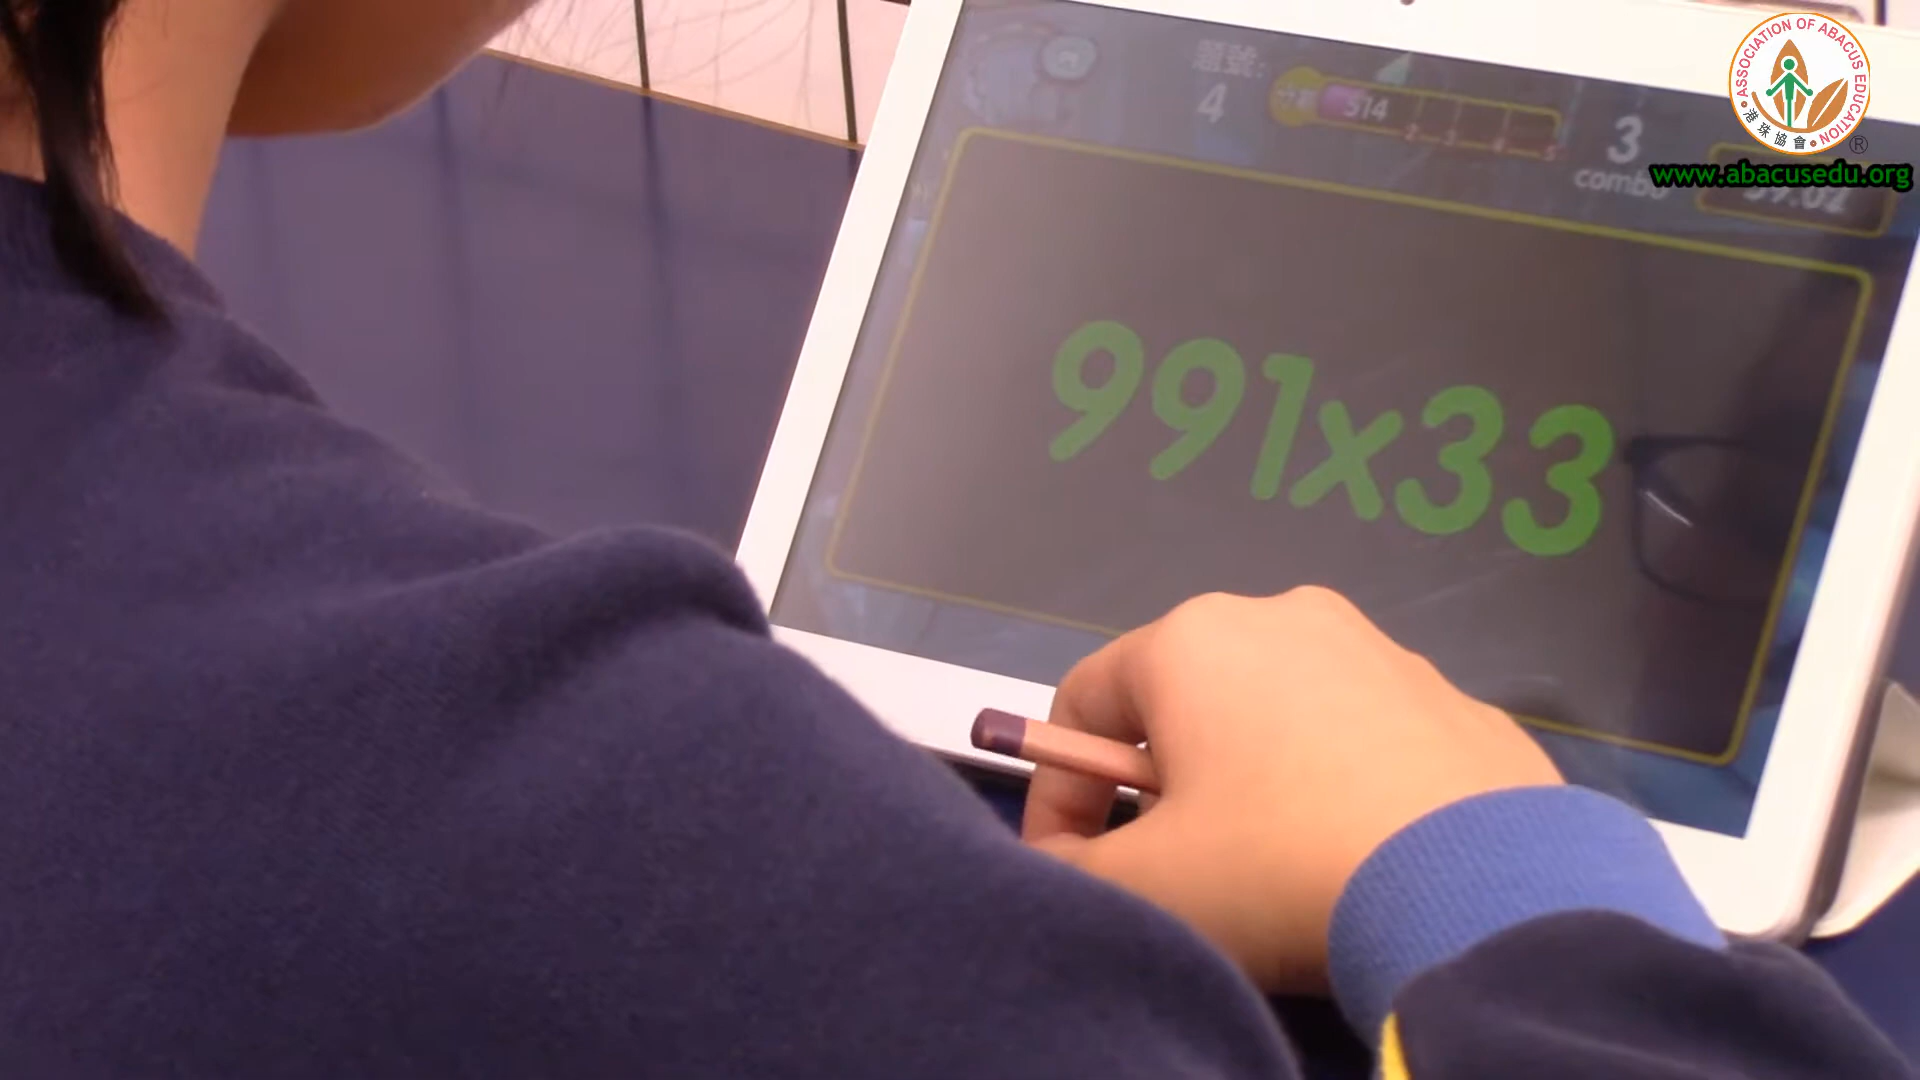 題號:
4
514
3
combo
991x33
ASSOCIATION OF ABACUS EDUCATION
港珠協會
®
www.abacusedu.org